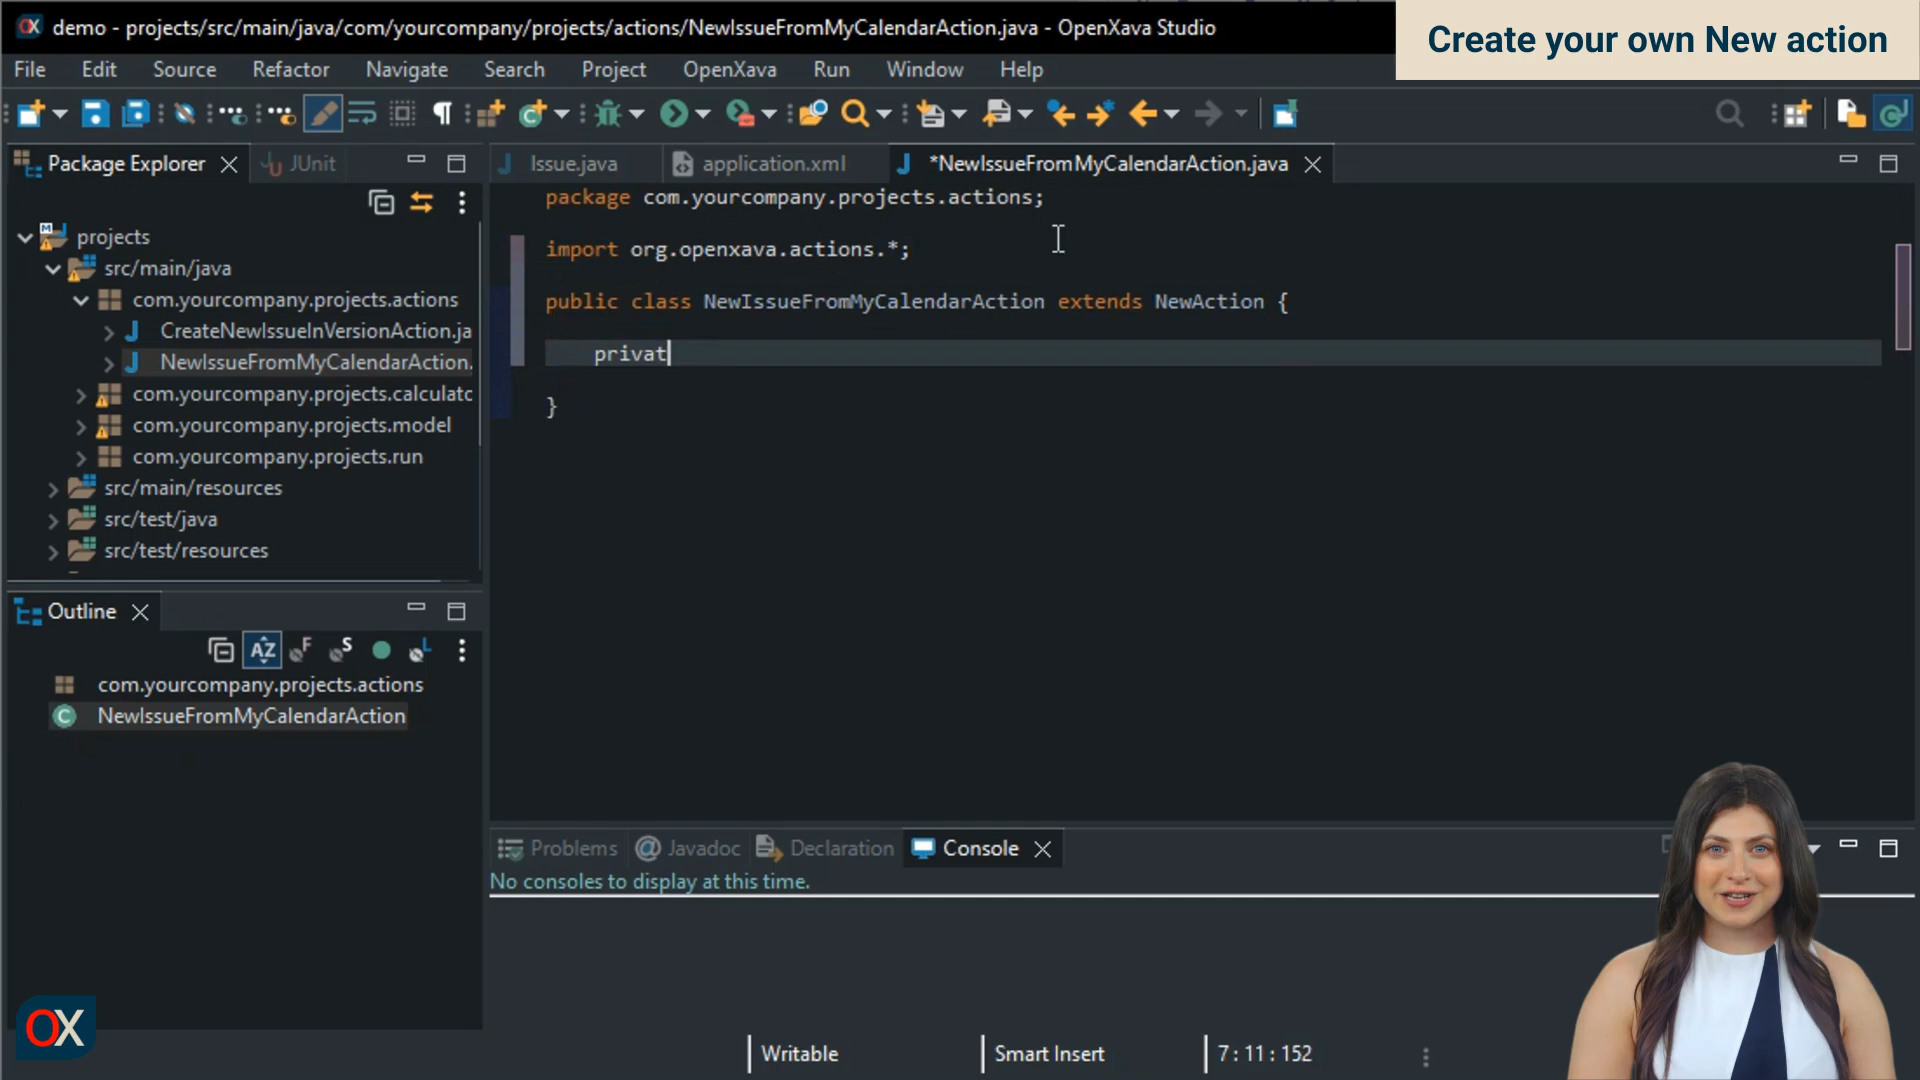 demo - projects/src/main/java/com/yourcompany/projects/actions/NewIssueFromMyCalendarAction.java - OpenXava Studio
Create your own New action
File Edit Source Refactor Navigate Search Project OpenXava Run Window Help
Package Explorer JUnit
Issue.java application.xml *NewIssueFromMyCalendarAction.java
projects
src/main/java
com.yourcompany.projects.actions
CreateNewIssueInVersionAction.ja
NewIssueFromMyCalendarAction.
com.yourcompany.projects.calculato
com.yourcompany.projects.model
com.yourcompany.projects.run
src/main/resources
src/test/java
src/test/resources
package com.yourcompany.projects.actions;
import org.openxava.actions.*;
public class NewIssueFromMyCalendarAction extends NewAction {
privat
}
Outline
AZ F S L
com.yourcompany.projects.actions
C NewIssueFromMyCalendarAction
Problems @ Javadoc Declaration Console
No consoles to display at this time.
Writable Smart Insert 7 : 11 : 152
OX